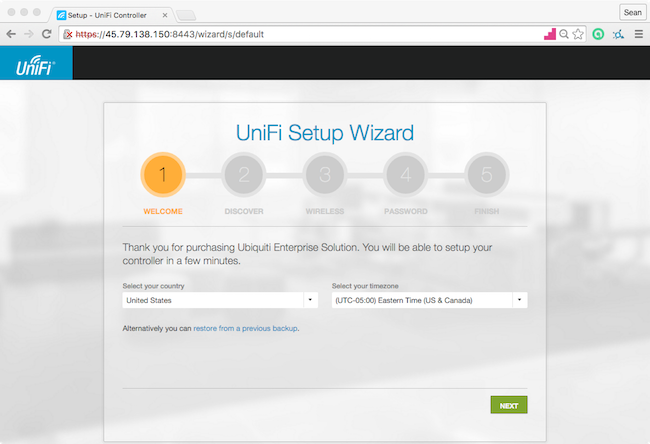 Setup - UniFi Controller
Sean
https://45.79.138.150:8443/wizard/s/default
UniFi
UniFi Setup Wizard
1 2 3 4 5
WELCOME DISCOVER WIRELESS PASSWORD FINISH
Thank you for purchasing Ubiquiti Enterprise Solution. You will be able to setup your
controller in a few minutes.
Select your country Select your timezone
United States (UTC-05:00) Eastern Time (US & Canada)
Alternatively you can restore from a previous backup.
NEXT